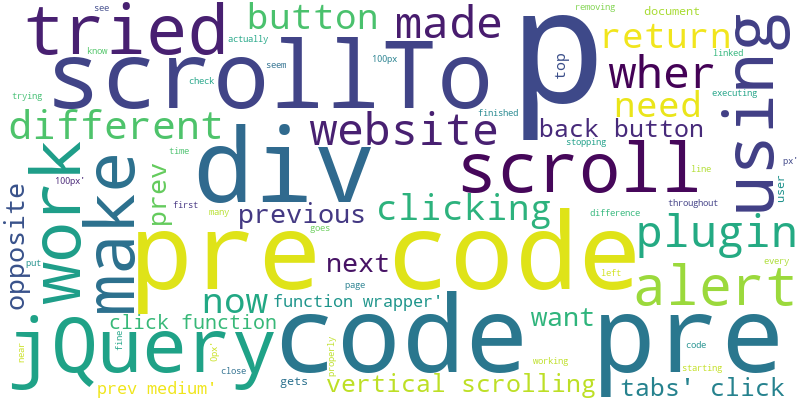 see
removing
document
tried
button
made
p
return
using
know
actually
scrollTo
seem
100px
top
wher
linked
check
trying
executing
need
different
website
finished
back button
stopping
work
div
scroll
px'
time
make
line
prev
100px'
user
opposite
first
many
previous
clicking
difference
throughout
goes
plugin
pre code
put
next
page
left
every
alert
now
function wrapper'
click function
want
jQuery
code pre
near
fine
0px'
properly
code
working
close
gets
starting
prev medium'
vertical scrolling
tabs' click